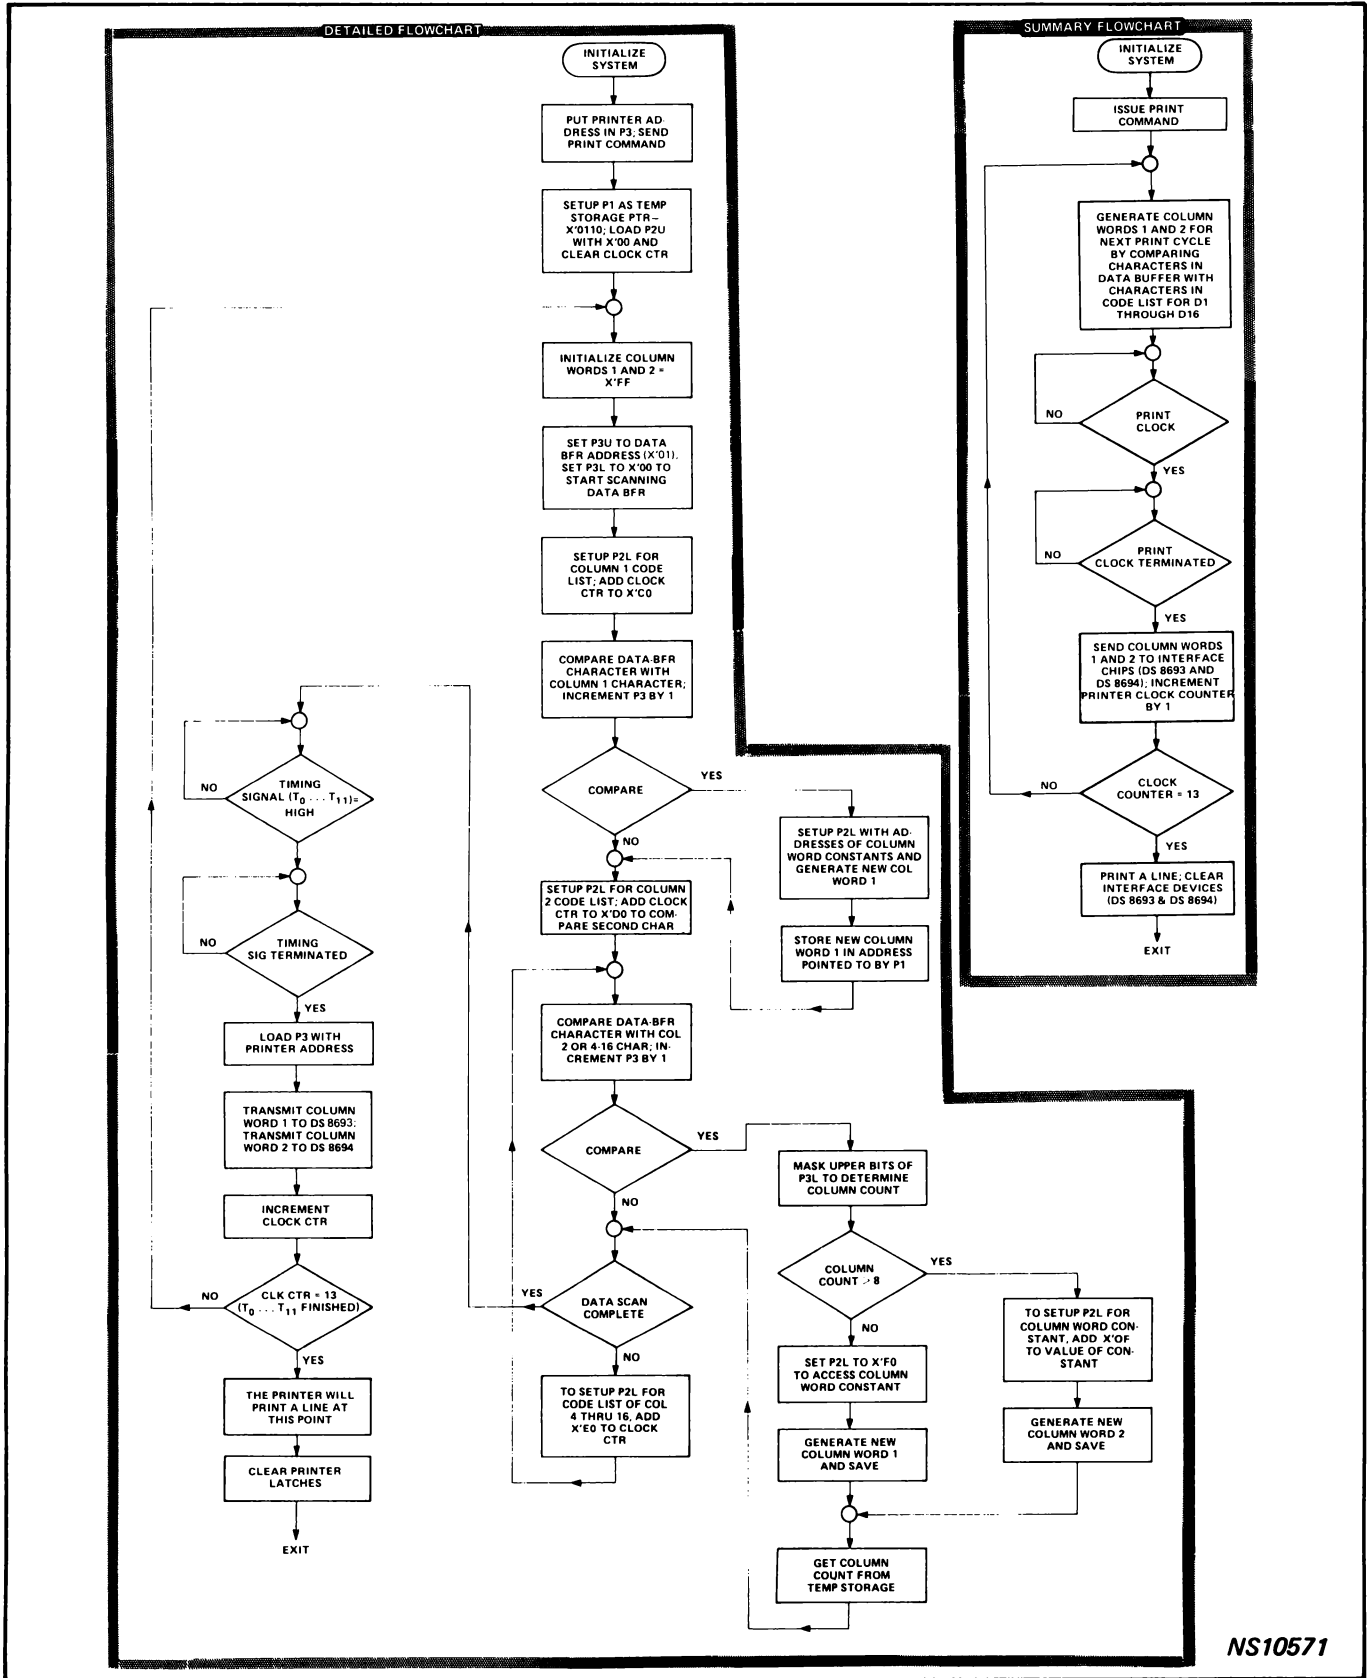 DETAILED FLOWCHART
INITIALIZE
SYSTEM
PUT PRINTER AD-
DRESS IN P3; SEND
PRINT COMMAND
SETUP P1 AS TEMP
STORAGE PTR–
X'0110; LOAD P2U
WITH X'00 AND
CLEAR CLOCK CTR
INITIALIZE COLUMN
WORDS 1 AND 2 =
X'FF
SET P3U TO DATA
BFR ADDRESS (X'01),
SET P3L TO X'00 TO
START SCANNING
DATA BFR
SETUP P2L FOR
COLUMN 1 CODE
LIST; ADD CLOCK
CTR TO X'C0
COMPARE DATA-BFR
CHARACTER WITH
COLUMN 1 CHARACTER;
INCREMENT P3 BY 1
COMPARE
YES
NO
SETUP P2L WITH AD-
DRESSES OF COLUMN
WORD CONSTANTS AND
GENERATE NEW COL
WORD 1
STORE NEW COLUMN
WORD 1 IN ADDRESS
POINTED TO BY P1
SETUP P2L FOR COLUMN
2 CODE LIST; ADD CLOCK
CTR TO X'D0 TO COM-
PARE SECOND CHAR
COMPARE DATA-BFR
CHARACTER WITH COL
2 OR 4-16 CHAR; IN-
CREMENT P3 BY 1
COMPARE
YES
NO
MASK UPPER BITS OF
P3L TO DETERMINE
COLUMN COUNT
COLUMN
COUNT > 8
YES
NO
TO SETUP P2L FOR
COLUMN WORD CON-
STANT, ADD X'0F
TO VALUE OF CON-
STANT
GENERATE NEW
COLUMN WORD 2
AND SAVE
SET P2L TO X'F0
TO ACCESS COLUMN
WORD CONSTANT
GENERATE NEW
COLUMN WORD 1
AND SAVE
GET COLUMN
COUNT FROM
TEMP STORAGE
DATA SCAN
COMPLETE
YES
NO
TO SETUP P2L FOR
CODE LIST OF COL
4 THRU 16, ADD
X'E0 TO CLOCK
CTR
TIMING
SIGNAL (T0 ... T11)=
HIGH
NO
TIMING
SIG TERMINATED
NO
YES
LOAD P3 WITH
PRINTER ADDRESS
TRANSMIT COLUMN
WORD 1 TO DS 8693;
TRANSMIT COLUMN
WORD 2 TO DS 8694
INCREMENT
CLOCK CTR
CLK CTR = 13
(T0 ... T11 FINISHED)
NO
YES
THE PRINTER WILL
PRINT A LINE AT
THIS POINT
CLEAR PRINTER
LATCHES
EXIT
SUMMARY FLOWCHART
INITIALIZE
SYSTEM
ISSUE PRINT
COMMAND
GENERATE COLUMN
WORDS 1 AND 2 FOR
NEXT PRINT CYCLE
BY COMPARING
CHARACTERS IN
DATA BUFFER WITH
CHARACTERS IN
CODE LIST FOR D1
THROUGH D16
PRINT
CLOCK
NO
YES
PRINT
CLOCK TERMINATED
NO
YES
SEND COLUMN WORDS
1 AND 2 TO INTERFACE
CHIPS (DS 8693 AND
DS 8694); INCREMENT
PRINTER CLOCK COUNTER
BY 1
CLOCK
COUNTER = 13
NO
YES
PRINT A LINE; CLEAR
INTERFACE DEVICES
(DS 8693 & DS 8694)
EXIT
NS10571